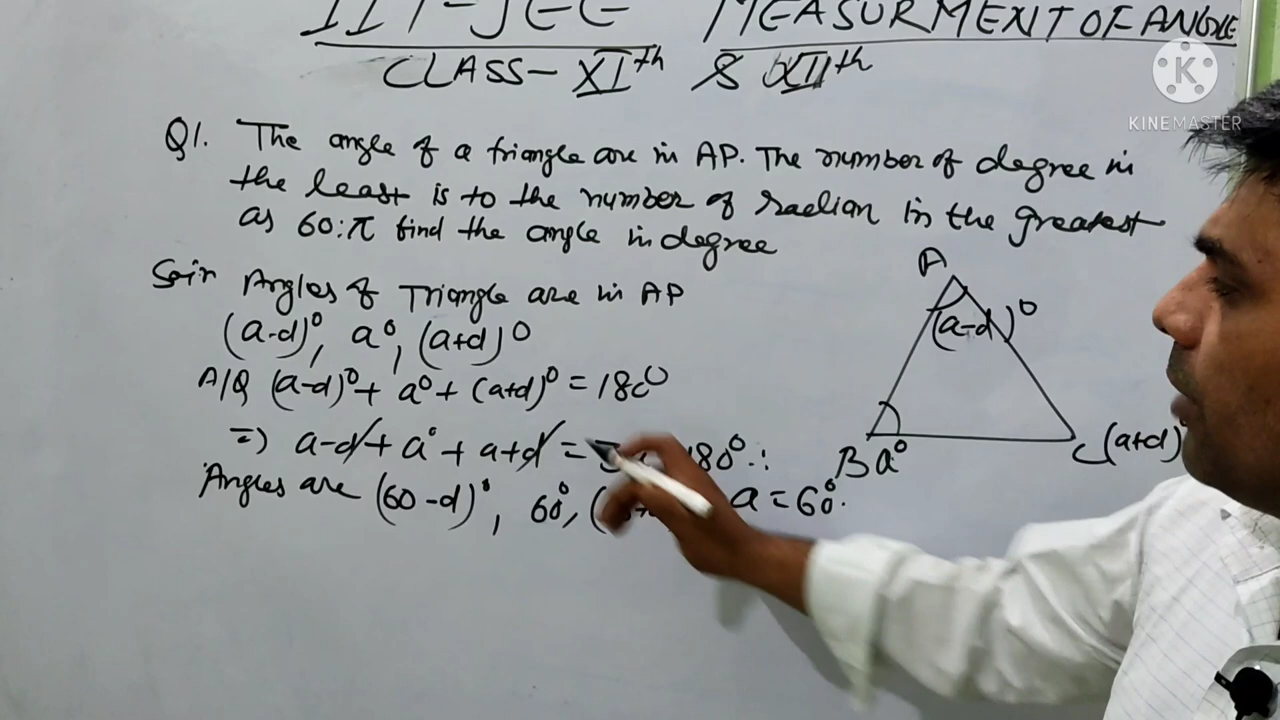 IIT-JEE MEASURMENT OF ANGLE
CLASS- XIth & XIIth
KINEMASTER
Q1. The angle of a triangle are in AP. The number of degree in
the least is to the number of radian in the greatest
as 60:π find the angle in degree
Angles of Triangle are in AP
(a-d)°, a°, (a+d)°
A/Q (a-d)° + a° + (a+d)° = 180°
=) a-d + a° + a+d = 180° ∴
Angles are (60-d)°, 60°, a = 60°.
A
(a-d)°
B a°
C (a+d)°